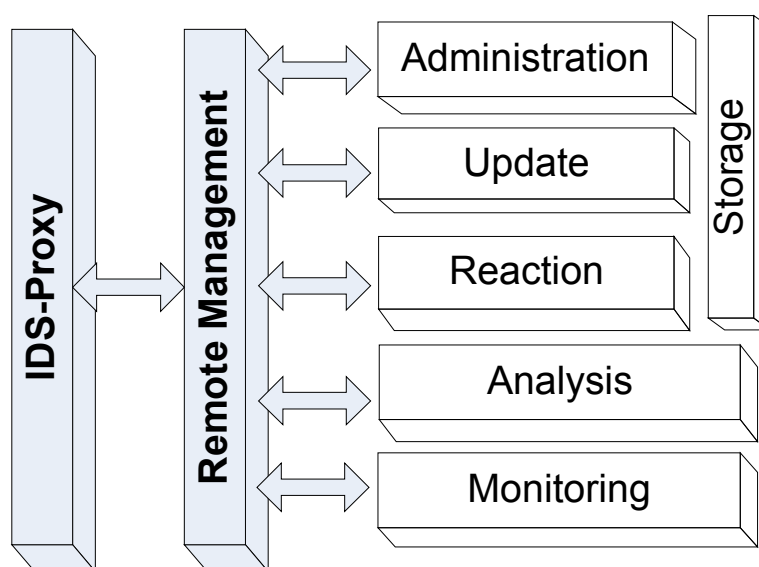 IDS-Proxy
Remote Management
Administration
Update
Reaction
Analysis
Monitoring
Storage